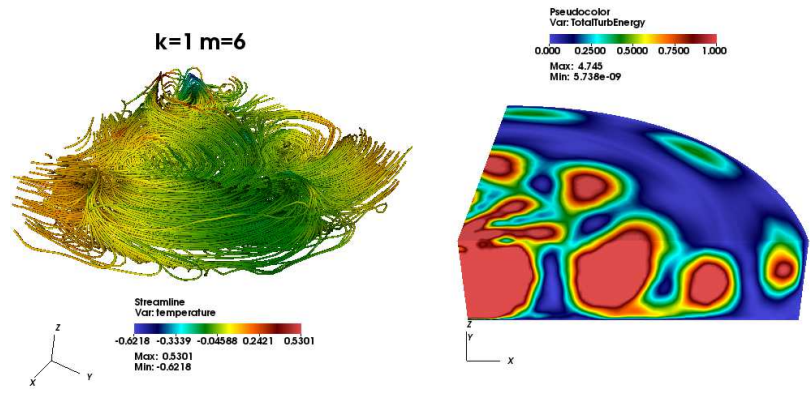 k=1 m=6
Streamline
Var: temperature
-0.6218 -0.3339 -0.04588 0.2421 0.5301
Max: 0.5301
Min: -0.6218
Z
X
Y
Pseudocolor
Var: TotalTurbEnergy
0.000 0.2500 0.5000 0.7500 1.000
Max: 4.745
Min: 5.738e-09
Z
Y
X